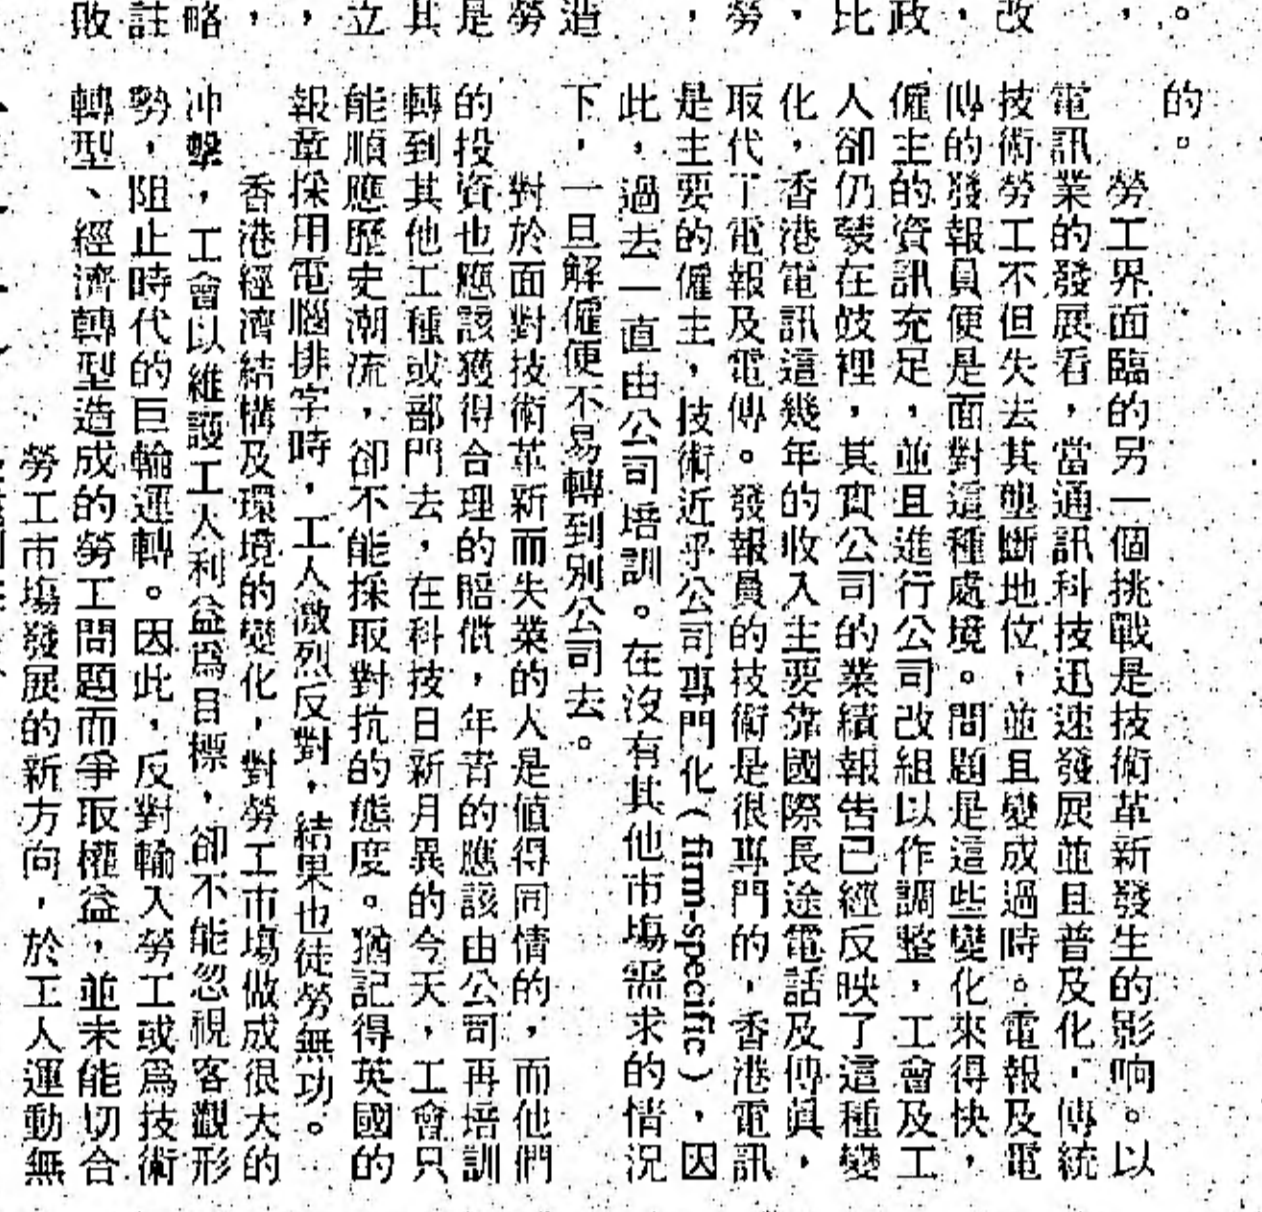 的。
勞工界面臨的另一個挑戰是技術革新發生的影响。以
電訊業的發展看，當通訊科技迅速發展並且普及化，傳統
技術勞工不但失去其壟斷地位，並且變成過時。電報及電
傳的發報員便是面對這種處境。問題是這些變化來得快，
僱主的資訊充足，並且進行公司改組以作調整，工會及工
人卻仍蒙在鼓裡，其實公司的業績報告已經反映了這種變
化，香港電訊這幾年的收入主要靠國際長途電話及傳眞，
取代了電報及電傳。發報員的技術是很專門的，香港電訊
是主要的僱主，技術近乎公司專門化（firm-specific），因
此，過去一直由公司培訓。在沒有其他市場需求的情況
下，一旦解僱便不易轉到別公司去。
對於面對技術革新而失業的人是值得同情的，而他們
的投資也應該獲得合理的賠償，年青的應該由公司再培訓
轉到其他工種或部門去，在科技日新月異的今天，工會只
能順應歷史潮流，卻不能採取對抗的態度。猶記得英國的
報章採用電腦排字時，工人激烈反對，結果也徒勞無功。
香港經濟結構及環境的變化，對勞工市場做成很大的
冲擊，工會以維護工人利益爲目標，卻不能忽視客觀形
勢，阻止時代的巨輪運轉。因此，反對輸入勞工或爲技術
轉型、經濟轉型造成的勞工問題而爭取權益，並未能切合
勞工市場發展的新方向，於工人運動無
。
，
改
，
政
比
，
勞
，
造
勞
是
其
立
，
，
略
註
敗